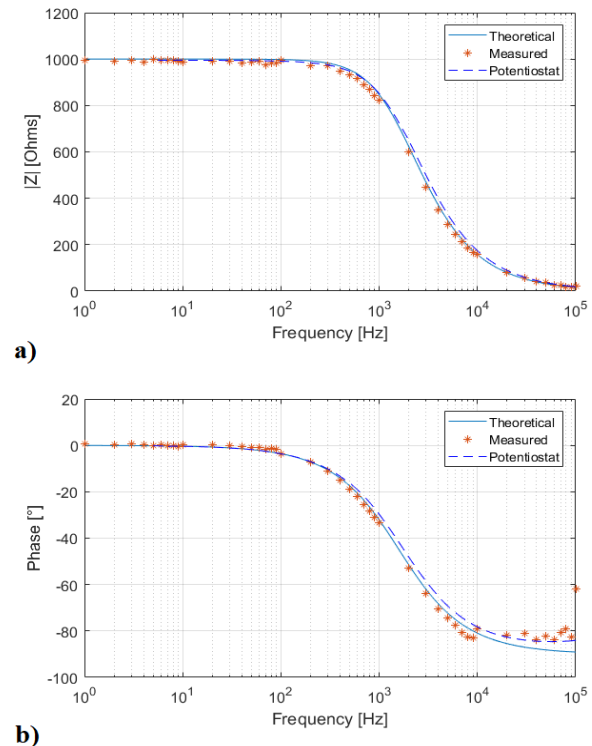 1200
1000
800
600
400
200
0
|Z| [Ohms]
10^0 10^1 10^2 10^3 10^4 10^5
Frequency [Hz]
Theoretical
Measured
Potentiostat
a)
20
0
-20
-40
-60
-80
-100
Phase [°]
10^0 10^1 10^2 10^3 10^4 10^5
Frequency [Hz]
Theoretical
Measured
Potentiostat
b)